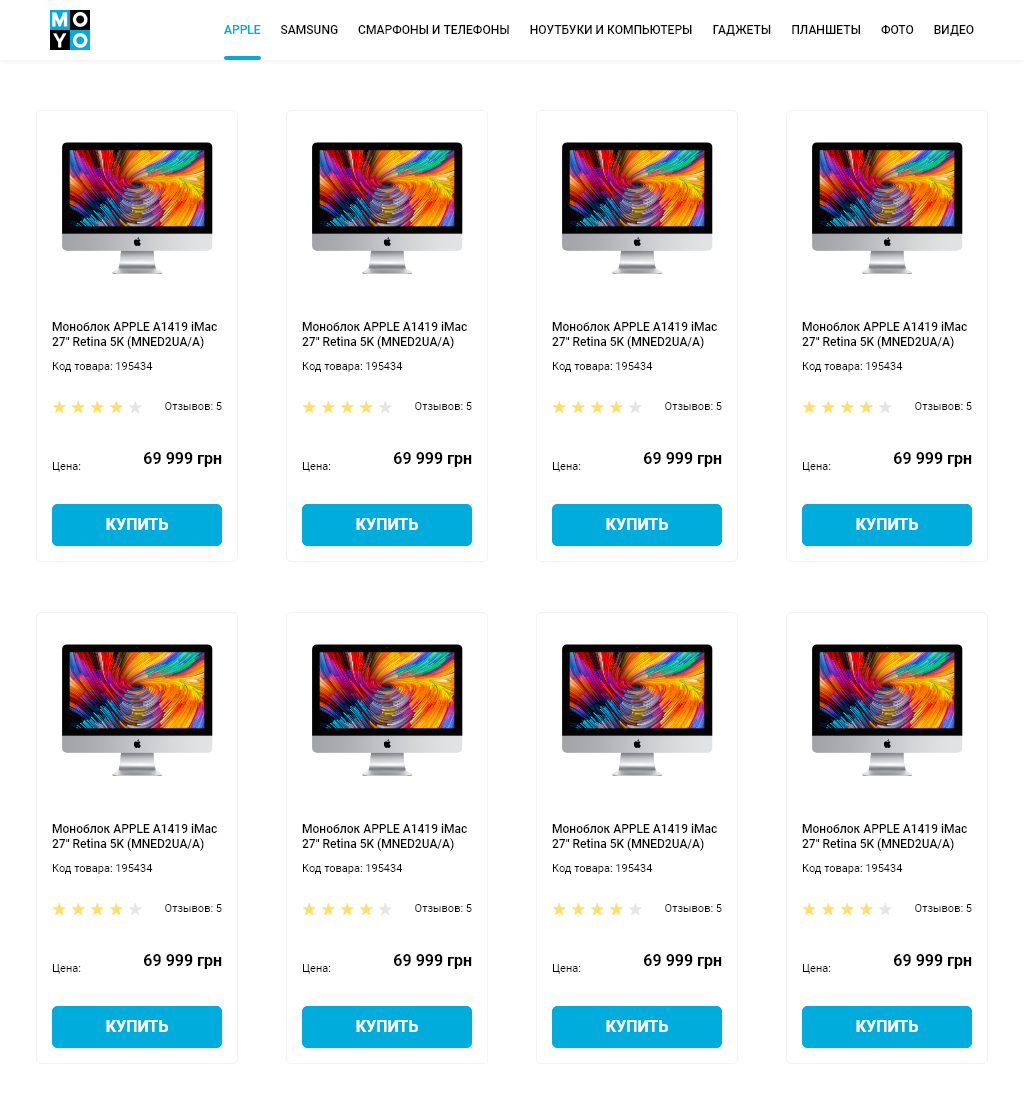 MO
YO
APPLE SAMSUNG СМАРФОНЫ И ТЕЛЕФОНЫ НОУТБУКИ И КОМПЬЮТЕРЫ ГАДЖЕТЫ ПЛАНШЕТЫ ФОТО ВИДЕО
Моноблок APPLE A1419 iMac
27" Retina 5K (MNED2UA/A)
Код товара: 195434
Отзывов: 5
Цена: 69 999 грн
КУПИТЬ
Моноблок APPLE A1419 iMac
27" Retina 5K (MNED2UA/A)
Код товара: 195434
Отзывов: 5
Цена: 69 999 грн
КУПИТЬ
Моноблок APPLE A1419 iMac
27" Retina 5K (MNED2UA/A)
Код товара: 195434
Отзывов: 5
Цена: 69 999 грн
КУПИТЬ
Моноблок APPLE A1419 iMac
27" Retina 5K (MNED2UA/A)
Код товара: 195434
Отзывов: 5
Цена: 69 999 грн
КУПИТЬ
Моноблок APPLE A1419 iMac
27" Retina 5K (MNED2UA/A)
Код товара: 195434
Отзывов: 5
Цена: 69 999 грн
КУПИТЬ
Моноблок APPLE A1419 iMac
27" Retina 5K (MNED2UA/A)
Код товара: 195434
Отзывов: 5
Цена: 69 999 грн
КУПИТЬ
Моноблок APPLE A1419 iMac
27" Retina 5K (MNED2UA/A)
Код товара: 195434
Отзывов: 5
Цена: 69 999 грн
КУПИТЬ
Моноблок APPLE A1419 iMac
27" Retina 5K (MNED2UA/A)
Код товара: 195434
Отзывов: 5
Цена: 69 999 грн
КУПИТЬ